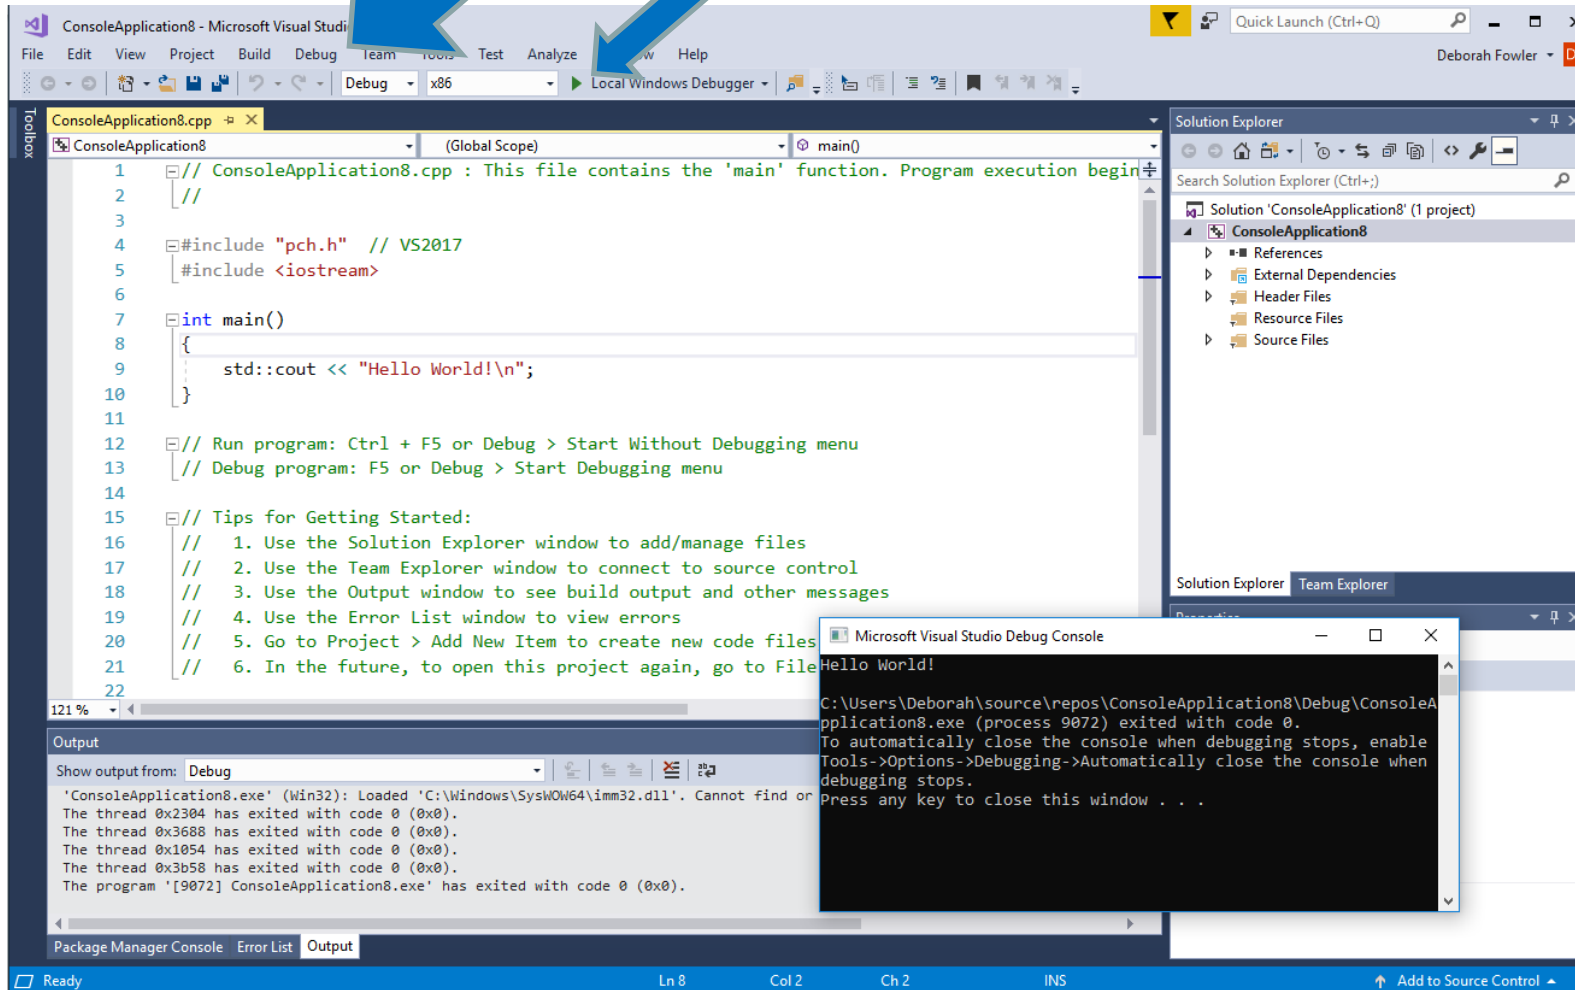 ConsoleApplication8 - Microsoft Visual Studi
Quick Launch (Ctrl+Q)
File Edit View Project Build Debug Team Tools Test Analyze w Help
Deborah Fowler D
Debug x86 Local Windows Debugger
Toolbox
ConsoleApplication8.cpp
ConsoleApplication8 (Global Scope) main()
1 // ConsoleApplication8.cpp : This file contains the 'main' function. Program execution begin
2 //
3
4 #include "pch.h" // VS2017
5 #include <iostream>
6
7 int main()
8 {
9 std::cout << "Hello World!\n";
10 }
11
12 // Run program: Ctrl + F5 or Debug > Start Without Debugging menu
13 // Debug program: F5 or Debug > Start Debugging menu
14
15 // Tips for Getting Started:
16 // 1. Use the Solution Explorer window to add/manage files
17 // 2. Use the Team Explorer window to connect to source control
18 // 3. Use the Output window to see build output and other messages
19 // 4. Use the Error List window to view errors
20 // 5. Go to Project > Add New Item to create new code files
21 // 6. In the future, to open this project again, go to File
22
121 %
Solution Explorer
Search Solution Explorer (Ctrl+;)
Solution 'ConsoleApplication8' (1 project)
ConsoleApplication8
References
External Dependencies
Header Files
Resource Files
Source Files
Solution Explorer Team Explorer
Properties
Microsoft Visual Studio Debug Console
Hello World!
C:\Users\Deborah\source\repos\ConsoleApplication8\Debug\ConsoleA
pplication8.exe (process 9072) exited with code 0.
To automatically close the console when debugging stops, enable
Tools->Options->Debugging->Automatically close the console when
debugging stops.
Press any key to close this window . . .
Output
Show output from: Debug
'ConsoleApplication8.exe' (Win32): Loaded 'C:\Windows\SysWOW64\imm32.dll'. Cannot find or
The thread 0x2304 has exited with code 0 (0x0).
The thread 0x3688 has exited with code 0 (0x0).
The thread 0x1054 has exited with code 0 (0x0).
The thread 0x3b58 has exited with code 0 (0x0).
The program '[9072] ConsoleApplication8.exe' has exited with code 0 (0x0).
Package Manager Console Error List Output
Ready Ln 8 Col 2 Ch 2 INS Add to Source Control